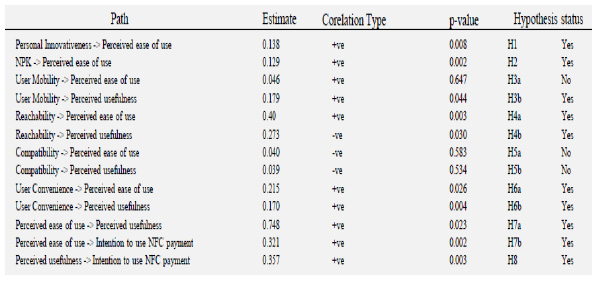 Path Estimate Corelation Type p-value Hypothesis status
Personal Innovativeness -> Perceived ease of use 0.138 +ve 0.008 H1 Yes
NPK -> Perceived ease of use 0.129 +ve 0.002 H2 Yes
User Mobility -> Perceived ease of use 0.046 +ve 0.647 H3a No
User Mobility -> Perceived usefulness 0.179 +ve 0.044 H3b Yes
Reachability -> Perceived ease of use 0.40 +ve 0.003 H4a Yes
Reachability -> Perceived usefulness 0.273 -ve 0.030 H4b Yes
Compatibility -> Perceived ease of use 0.040 -ve 0.583 H5a No
Compatibility -> Perceived usefulness 0.039 -ve 0.534 H5b No
User Convenience -> Perceived ease of use 0.215 +ve 0.026 H6a Yes
User Convenience -> Perceived usefulness 0.170 +ve 0.004 H6b Yes
Perceived ease of use -> Perceived usefulness 0.748 +ve 0.023 H7a Yes
Perceived ease of use -> Intention to use NFC payment 0.321 +ve 0.002 H7b Yes
Perceived usefulness -> Intention to use NFC payment 0.357 +ve 0.003 H8 Yes